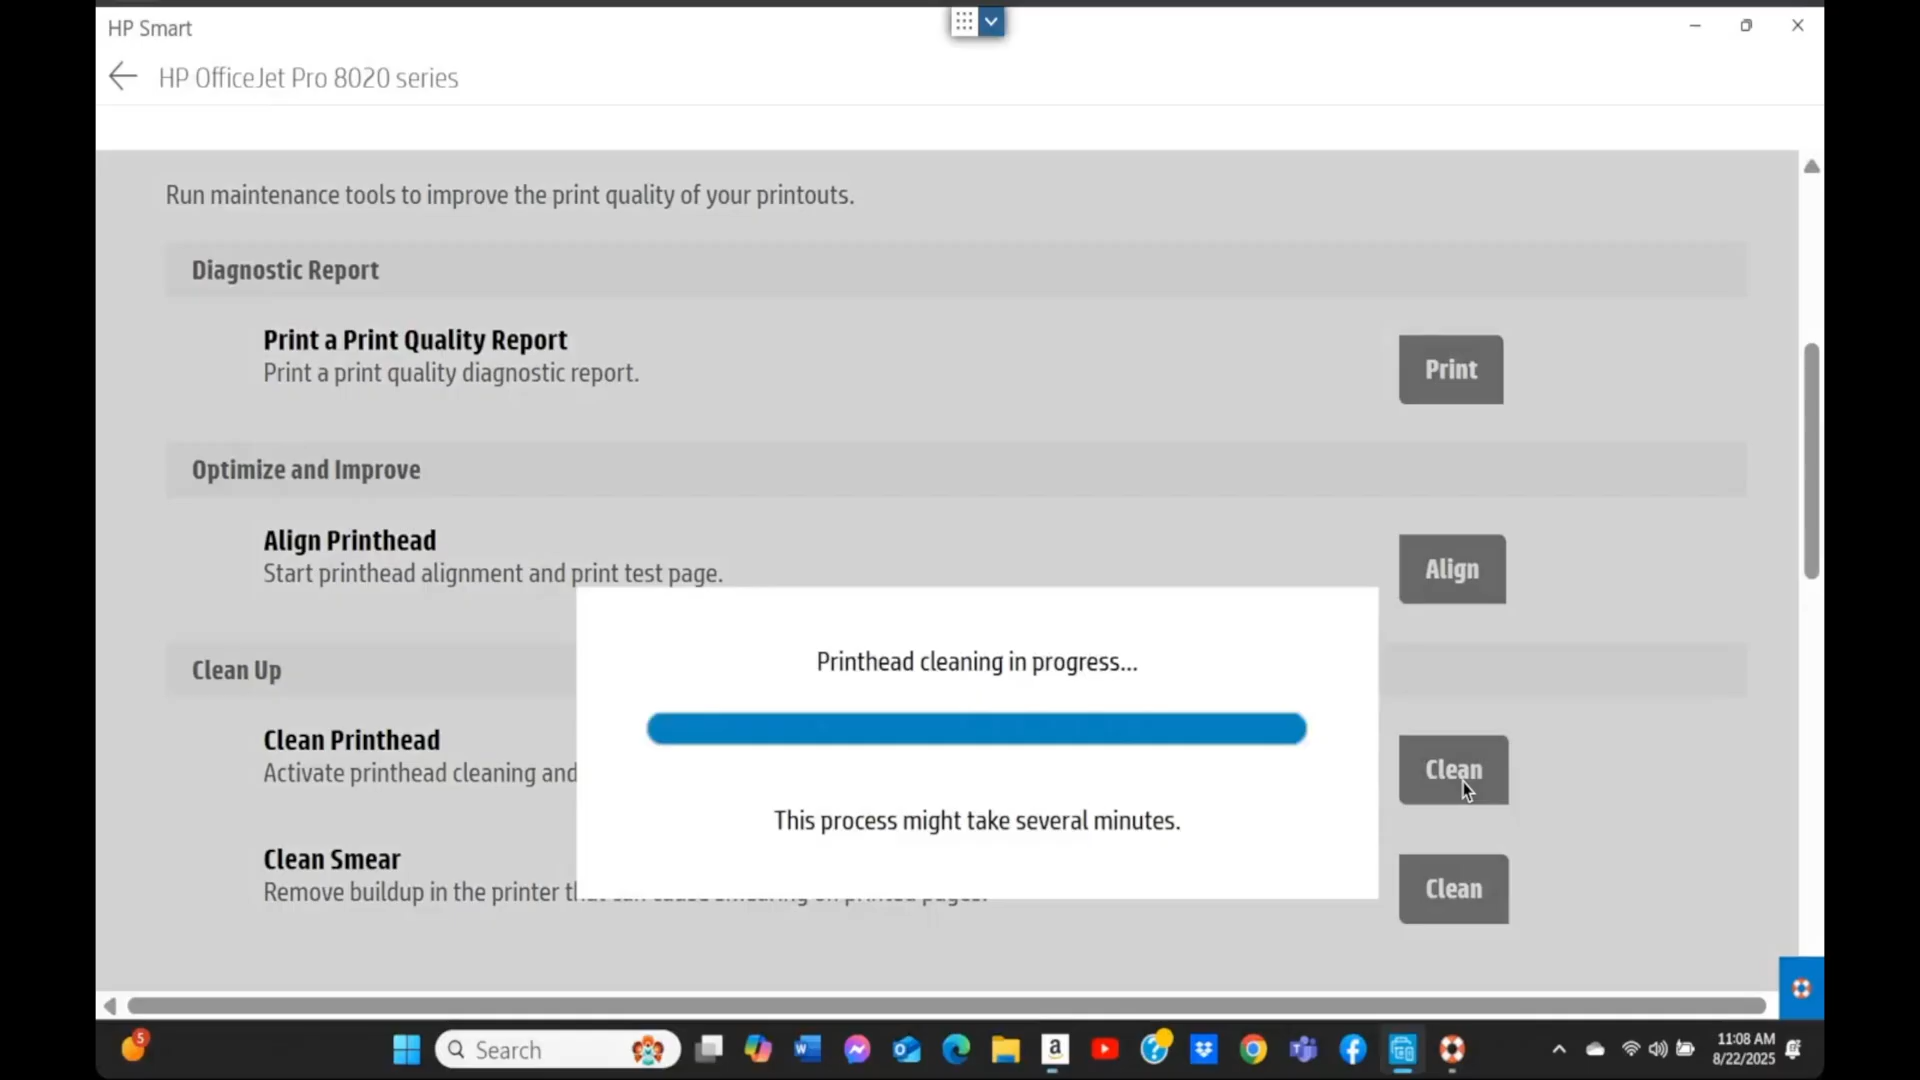 HP Smart
HP OfficeJet Pro 8020 series
Run maintenance tools to improve the print quality of your printouts.
Diagnostic Report
Print a Print Quality Report
Print a print quality diagnostic report.
Print
Optimize and Improve
Align Printhead
Start printhead alignment and print test page.
Align
Clean Up
Printhead cleaning in progress...
This process might take several minutes.
Clean Printhead
Activate printhead cleaning and
Clean
Clean Smear
Remove buildup in the printer
Clean
5
Search
11:08 AM
8/22/2025